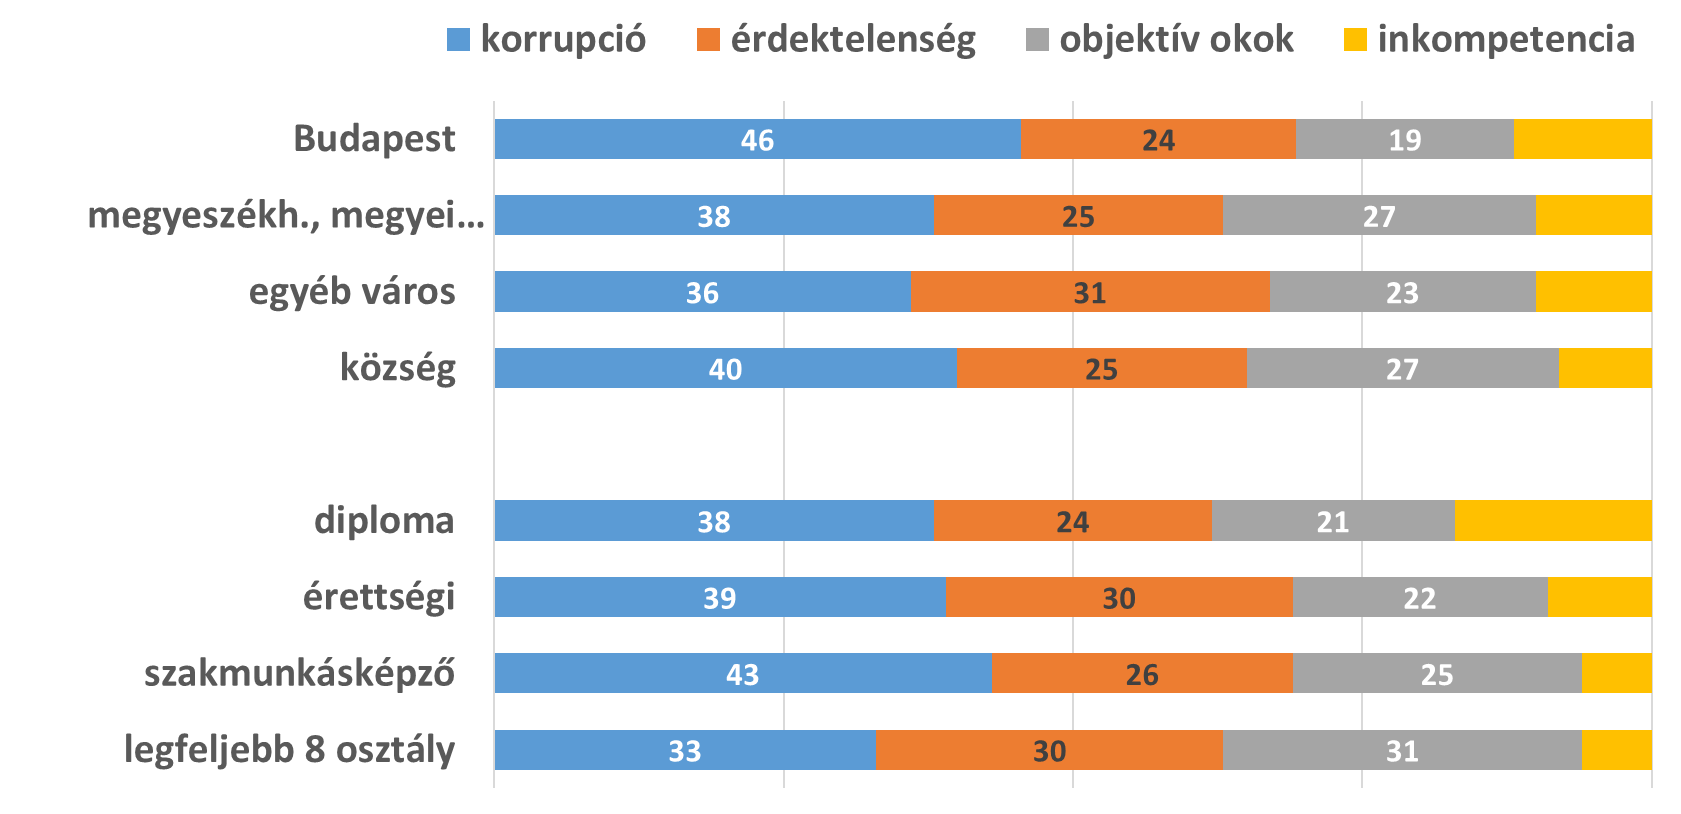 korrupció érdektelenség objektív okok inkompetencia
Budapest 46 24 19
megyeszékh., megyei... 38 25 27
egyéb város 36 31 23
község 40 25 27
diploma 38 24 21
érettségi 39 30 22
szakmunkásképző 43 26 25
legfeljebb 8 osztály 33 30 31